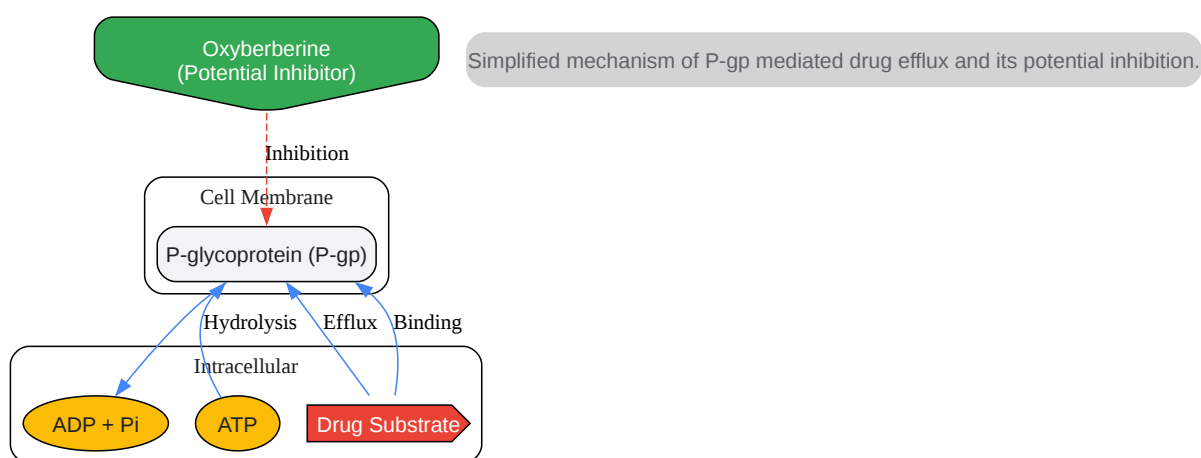 Oxyberberine
(Potential Inhibitor)
Simplified mechanism of P-gp mediated drug efflux and its potential inhibition.
Inhibition
Cell Membrane
P-glycoprotein (P-gp)
Hydrolysis
Efflux
Binding
Intracellular
ADP + Pi
ATP
Drug Substrate